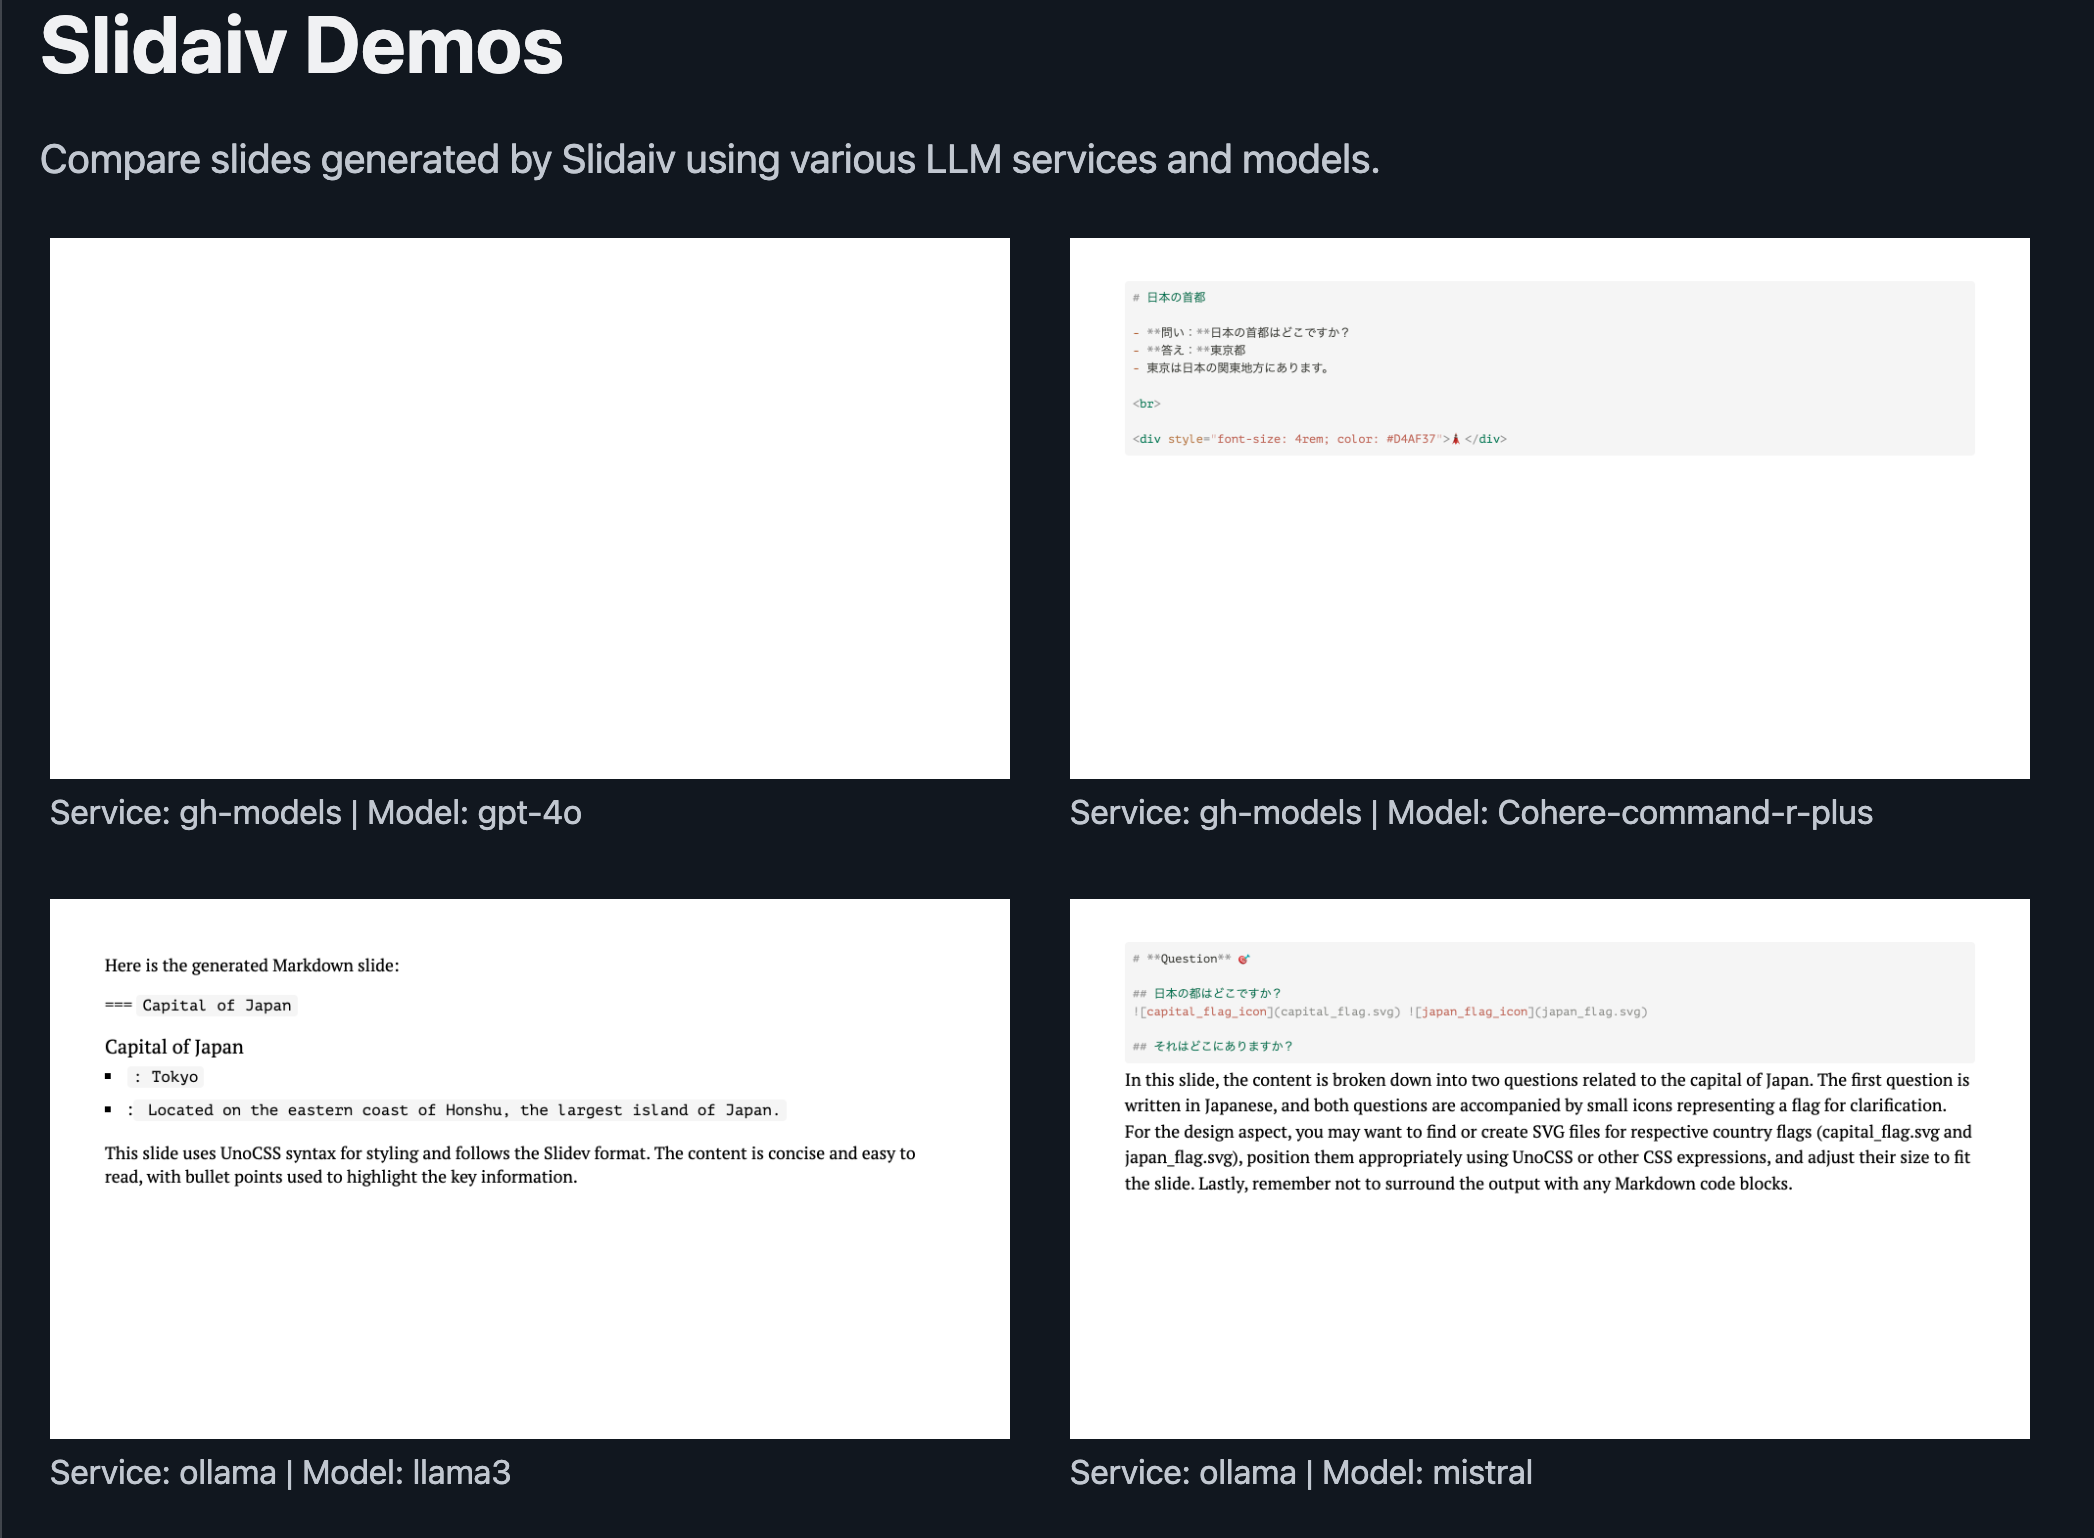 Slidaiv Demos
Compare slides generated by Slidaiv using various LLM services and models.
Service: gh-models | Model: gpt-4o
# 日本の首都
- **問い：**日本の首都はどこですか？
- **答え：**東京都
- 東京は日本の関東地方にあります。
<br>
<div style="font-size: 4rem; color: #D4AF37">🗼</div>
Service: gh-models | Model: Cohere-command-r-plus
Here is the generated Markdown slide:
=== Capital of Japan
Capital of Japan
▪ : Tokyo
▪ : Located on the eastern coast of Honshu, the largest island of Japan.
This slide uses UnoCSS syntax for styling and follows the Slidev format. The content is concise and easy to
read, with bullet points used to highlight the key information.
Service: ollama | Model: llama3
# **Question** 🎯
## 日本の都はどこですか？
![capital_flag_icon](capital_flag.svg) ![japan_flag_icon](japan_flag.svg)
## それはどこにありますか？
In this slide, the content is broken down into two questions related to the capital of Japan. The first question is
written in Japanese, and both questions are accompanied by small icons representing a flag for clarification.
For the design aspect, you may want to find or create SVG files for respective country flags (capital_flag.svg and
japan_flag.svg), position them appropriately using UnoCSS or other CSS expressions, and adjust their size to fit
the slide. Lastly, remember not to surround the output with any Markdown code blocks.
Service: ollama | Model: mistral